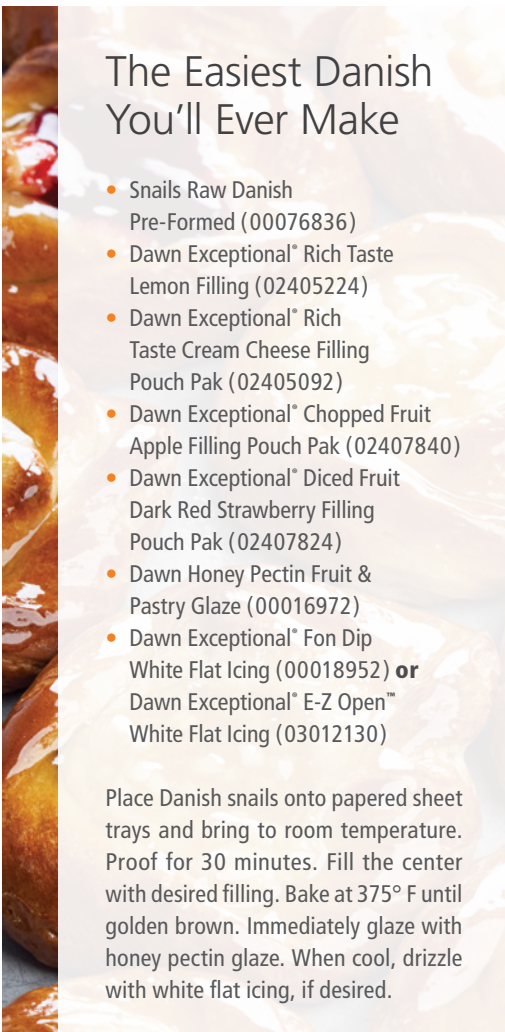 The Easiest Danish
You'll Ever Make
• Snails Raw Danish
Pre-Formed (00076836)
• Dawn Exceptional® Rich Taste
Lemon Filling (02405224)
• Dawn Exceptional® Rich
Taste Cream Cheese Filling
Pouch Pak (02405092)
• Dawn Exceptional® Chopped Fruit
Apple Filling Pouch Pak (02407840)
• Dawn Exceptional® Diced Fruit
Dark Red Strawberry Filling
Pouch Pak (02407824)
• Dawn Honey Pectin Fruit &
Pastry Glaze (00016972)
• Dawn Exceptional® Fon Dip
White Flat Icing (00018952) or
Dawn Exceptional® E-Z Open™
White Flat Icing (03012130)
Place Danish snails onto papered sheet
trays and bring to room temperature.
Proof for 30 minutes. Fill the center
with desired filling. Bake at 375° F until
golden brown. Immediately glaze with
honey pectin glaze. When cool, drizzle
with white flat icing, if desired.